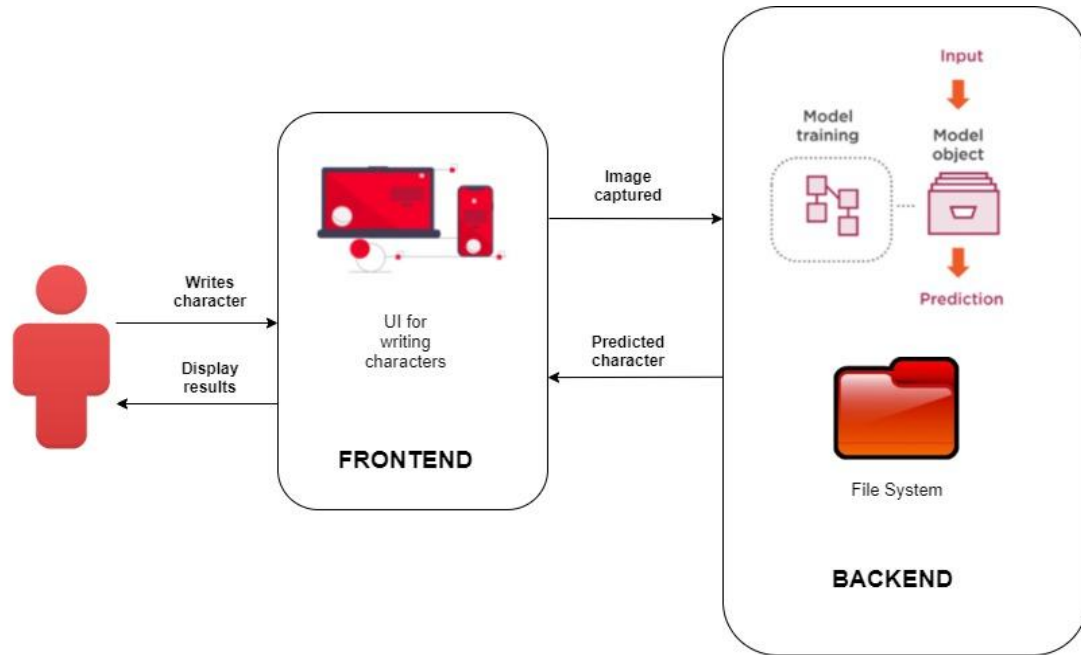 Writes
character
Display
results
UI for
writing
characters
FRONTEND
Image
captured
Predicted
character
Input
Model
training
Model
object
Prediction
File System
BACKEND